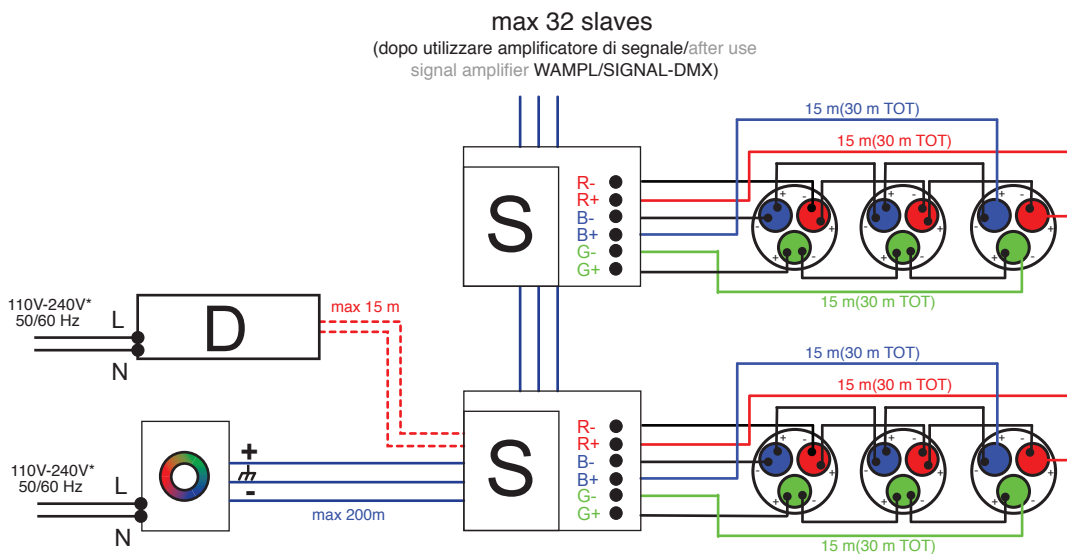 max 32 slaves
(dopo utilizzare amplificatore di segnale/after use
signal amplifier WAMPL/SIGNAL-DMX)
15 m(30 m TOT)
15 m(30 m TOT)
S
R-
R+
B-
B+
G-
G+
+ - + - + -
- + - + - +
+ - + - + -
15 m(30 m TOT)
110V-240V*
50/60 Hz
L
N
D
max 15 m
15 m(30 m TOT)
15 m(30 m TOT)
S
R-
R+
B-
B+
G-
G+
+ - + - + -
- + - + - +
+ - + - + -
15 m(30 m TOT)
110V-240V*
50/60 Hz
L
N
+
-
max 200m